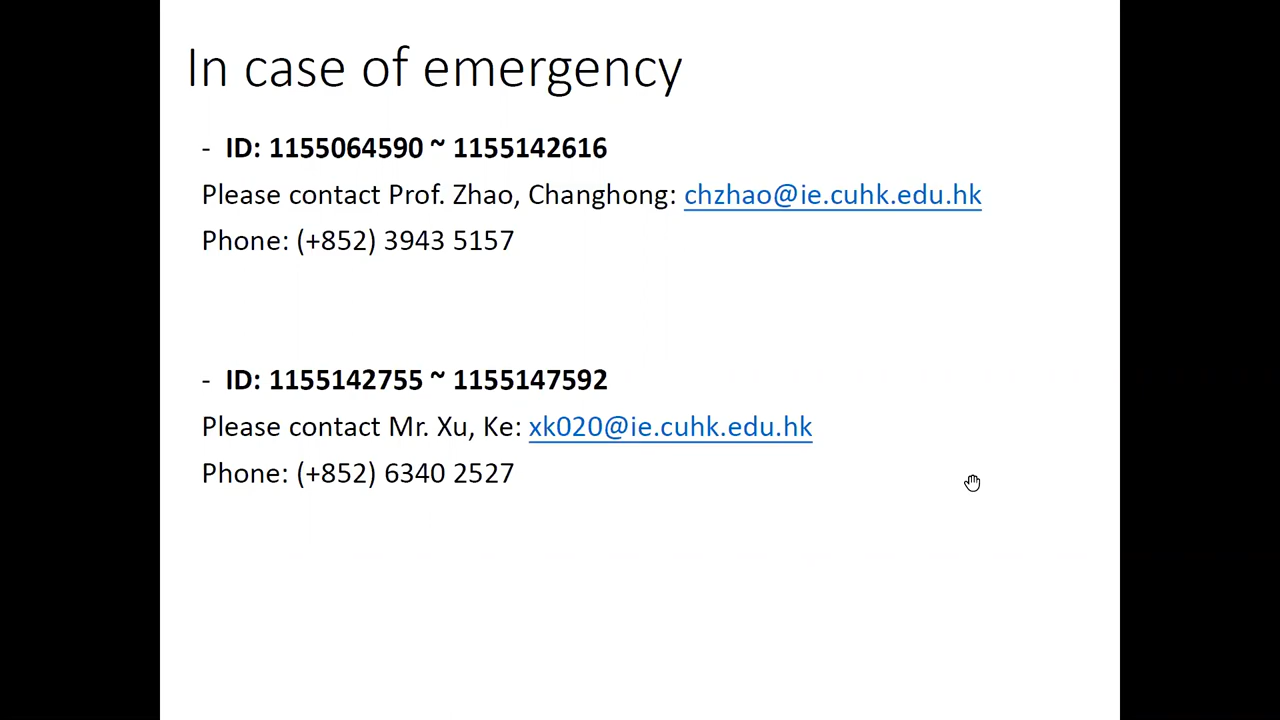 In case of emergency
- ID: 1155064590 ~ 1155142616
Please contact Prof. Zhao, Changhong: chzhao@ie.cuhk.edu.hk
Phone: (+852) 3943 5157
- ID: 1155142755 ~ 1155147592
Please contact Mr. Xu, Ke: xk020@ie.cuhk.edu.hk
Phone: (+852) 6340 2527